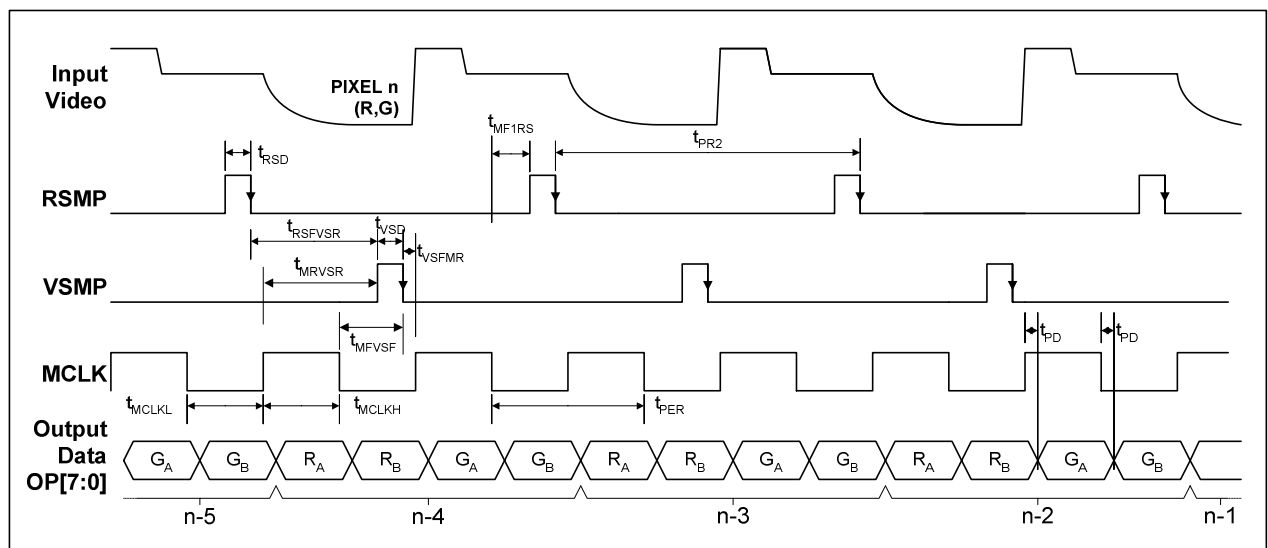 Input
Video
PIXEL n
(R,G)
tMF1RS
tPR2
tRSD
RSMP
tRSFVSR
tVSD
tVSFMR
tMRVSR
VSMP
tMFVSF
tPD
tPD
MCLK
tMCLKL
tMCLKH
tPER
Output
Data
OP[7:0]
GA GB RA RB GA GB RA RB GA GB RA RB GA GB
n-5 n-4 n-3 n-2 n-1